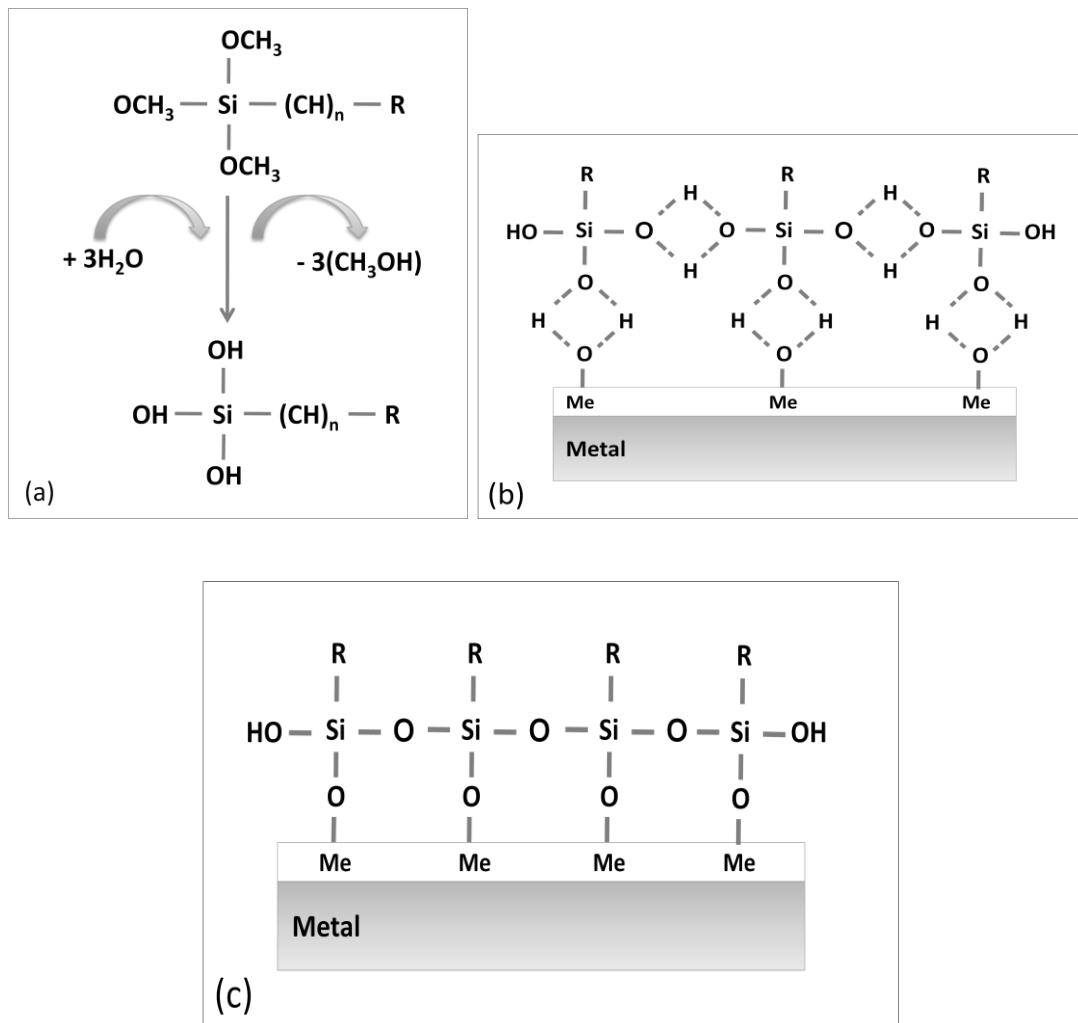 OCH₃
OCH₃ — Si — (CH)ₙ — R
OCH₃
+ 3H₂O - 3(CH₃OH)
OH
OH — Si — (CH)ₙ — R
OH
(a)
R H R H R
HO — Si — O O — Si — O O — Si — OH
H H
O O O
H H H H H H
O O O
Me Me Me
Metal
(b)
R R R R
HO — Si — O — Si — O — Si — O — Si — OH
O O O O
Me Me Me Me
Metal
(c)